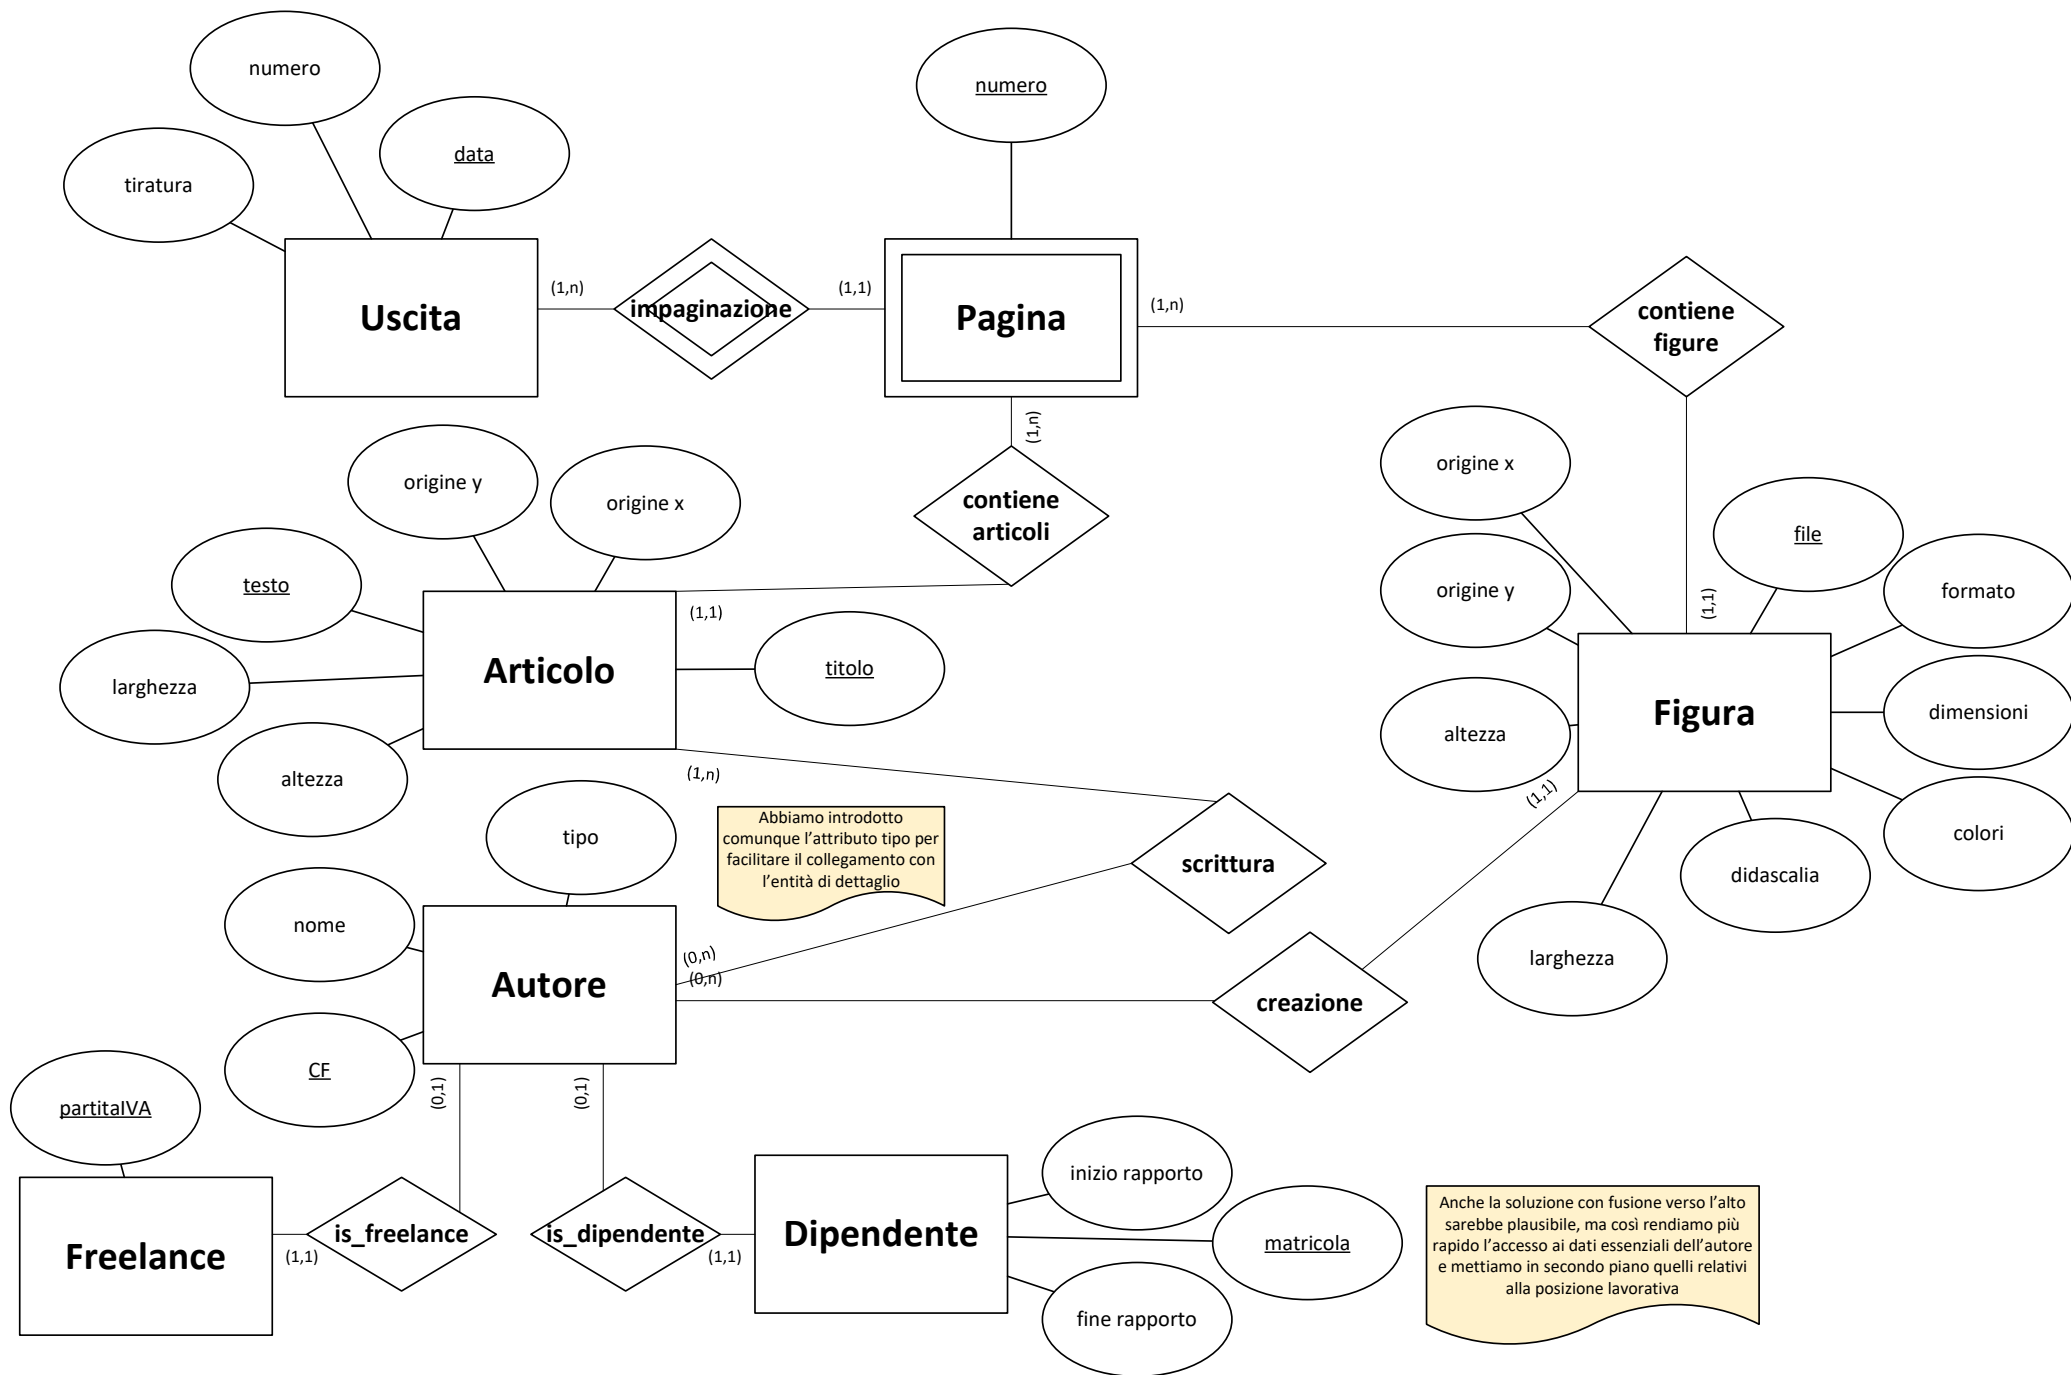 numero
numero
data
tiratura
(1,n)
(1,1)
(1,n)
Uscita
impaginazione
Pagina
contiene
figure
(1,n)
origine y
origine x
origine x
contiene
articoli
file
testo
origine y
formato
(1,1)
(1,1)
larghezza
Articolo
titolo
Figura
dimensioni
altezza
altezza
(1,n)
(1,1)
tipo
Abbiamo introdotto
comunque l'attributo tipo per
facilitare il collegamento con
l'entità di dettaglio
scrittura
colori
didascalia
nome
(0,n)
(0,n)
larghezza
Autore
creazione
CF
(0,1)
(0,1)
partitaIVA
inizio rapporto
Freelance
(1,1)
is_freelance
is_dipendente
(1,1)
Dipendente
matricola
Anche la soluzione con fusione verso l'alto
sarebbe plausibile, ma così rendiamo più
rapido l'accesso ai dati essenziali dell'autore
e mettiamo in secondo piano quelli relativi
alla posizione lavorativa
fine rapporto